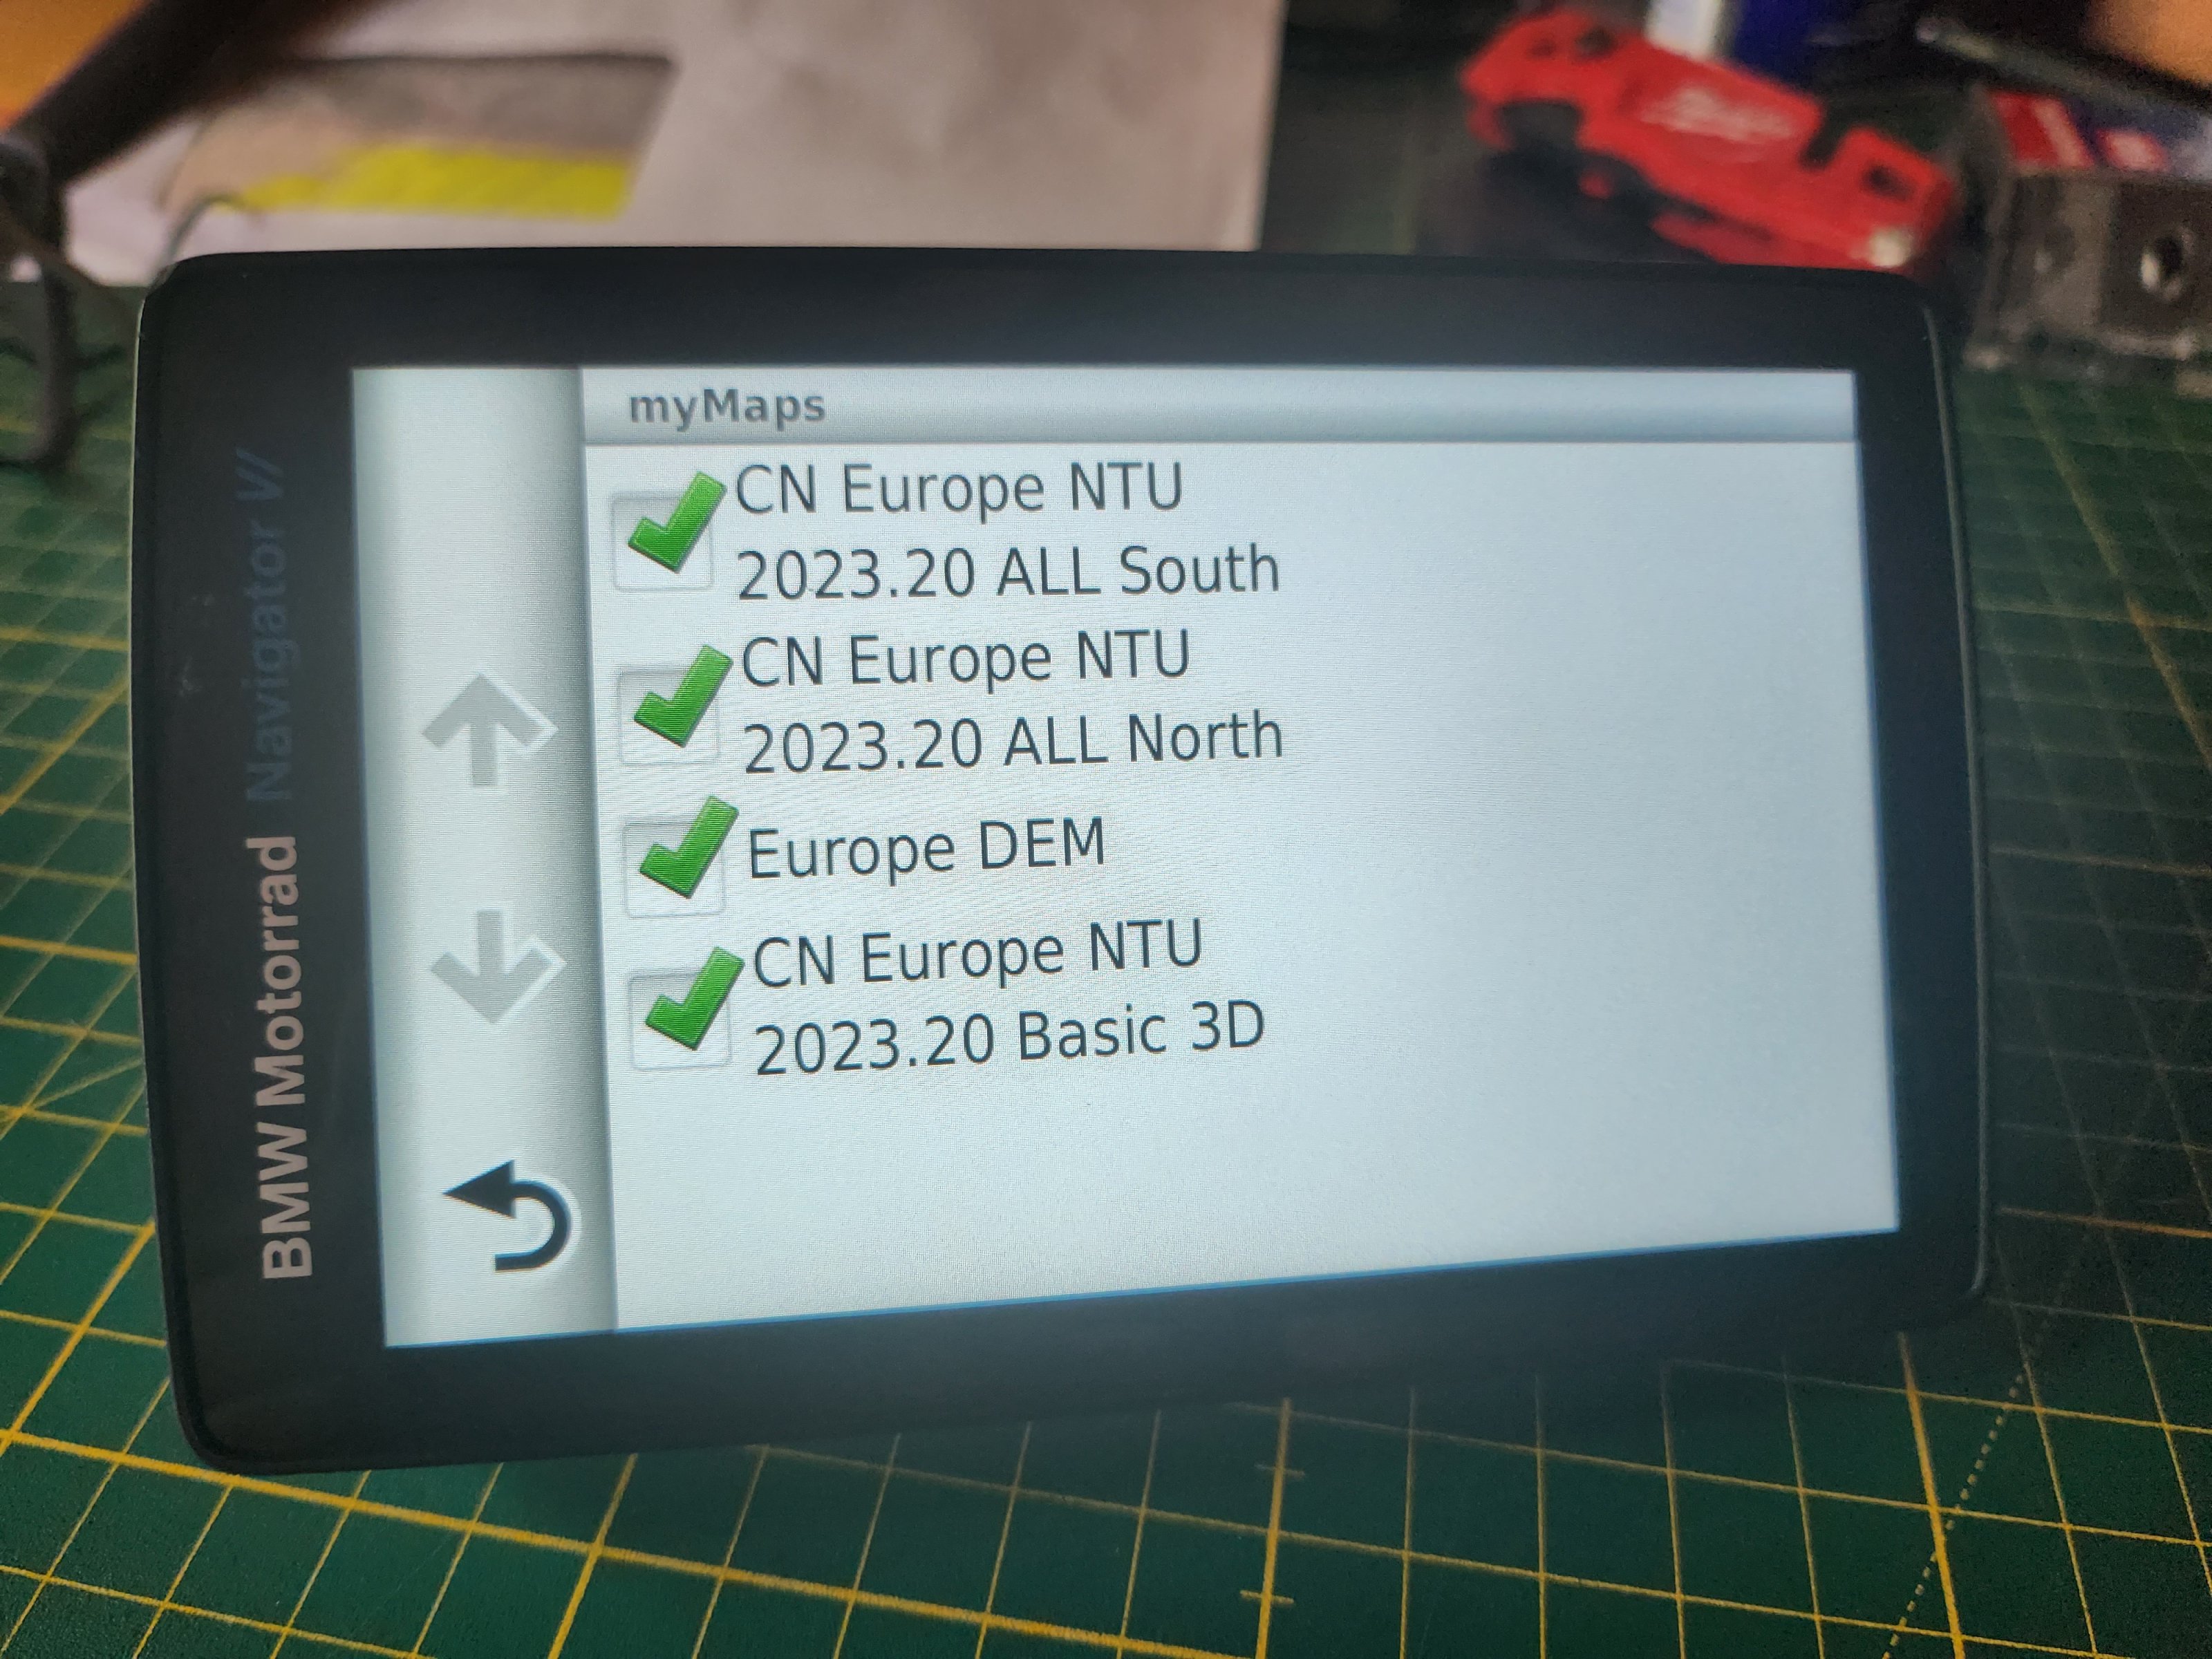 myMaps
CN Europe NTU
2023.20 ALL South
CN Europe NTU
2023.20 ALL North
Europe DEM
CN Europe NTU
2023.20 Basic 3D
BMW Motorrad Navigator VI